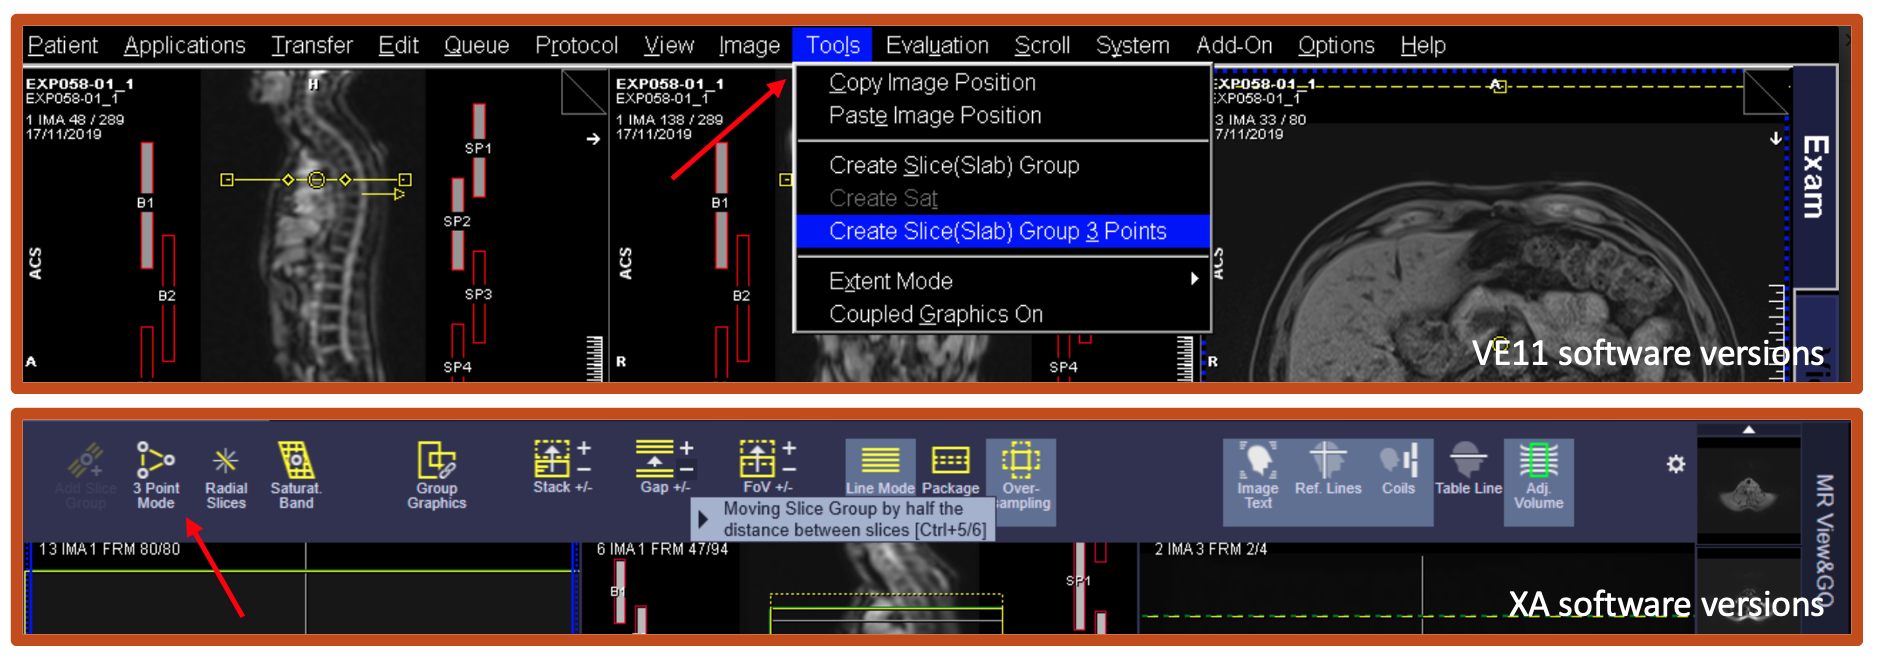 Patient Applications Transfer Edit Queue Protocol View Image Tools Evaluation Scroll System Add-On Options Help
EXP058-01_1
EXP058-01_1
1 IMA 48 / 289
17/11/2019
H
B1
B2
ACS
A
SP1
SP2
SP3
SP4
EXP058-01_1
EXP058-01_1
1 IMA 138 / 289
17/11/2019
B1
B2
ACS
R
SP4
Copy Image Position
Paste Image Position
Create Slice(Slab) Group
Create Sat
Create Slice(Slab) Group 3 Points
Extent Mode
Coupled Graphics On
XP058-01_1
XP058-01_1
3 IMA 33 / 80
7/11/2019
A
ACS
R
Exam
VE11 software versions
Add Slice Group
3 Point Mode
Radial Slices
Saturat. Band
Group Graphics
Stack +/-
Gap +/-
FoV +/-
Line Mode
Package
Over-
sampling
Image Text
Ref. Lines
Coils
Table Line
Adj. Volume
Moving Slice Group by half the
distance between slices [Ctrl+5/6]
13 IMA 1 FRM 80/80
6 IMA 1 FRM 47/94
B1
SP1
2 IMA 3 FRM 2/4
MR View&GO
XA software versions